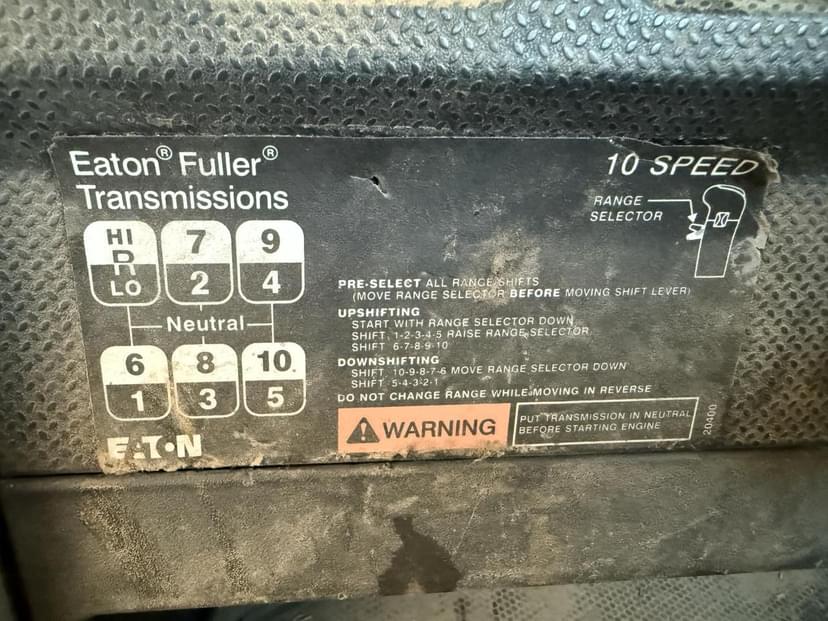 Eaton® Fuller®
Transmissions
10 SPEED
RANGE
SELECTOR
HI
R
LO
7
2
9
4
Neutral
6
1
8
3
10
5
EATON
PRE-SELECT ALL RANGE SHIFTS
(MOVE RANGE SELECTOR BEFORE MOVING SHIFT LEVER)
UPSHIFTING
START WITH RANGE SELECTOR DOWN
SHIFT 1-2-3-4-5 RAISE RANGE SELECTOR
SHIFT 6-7-8-9-10
DOWNSHIFTING
SHIFT 10-9-8-7-6 MOVE RANGE SELECTOR DOWN
SHIFT 5-4-3-2-1
DO NOT CHANGE RANGE WHILE MOVING IN REVERSE
WARNING
PUT TRANSMISSION IN NEUTRAL
BEFORE STARTING ENGINE
20400